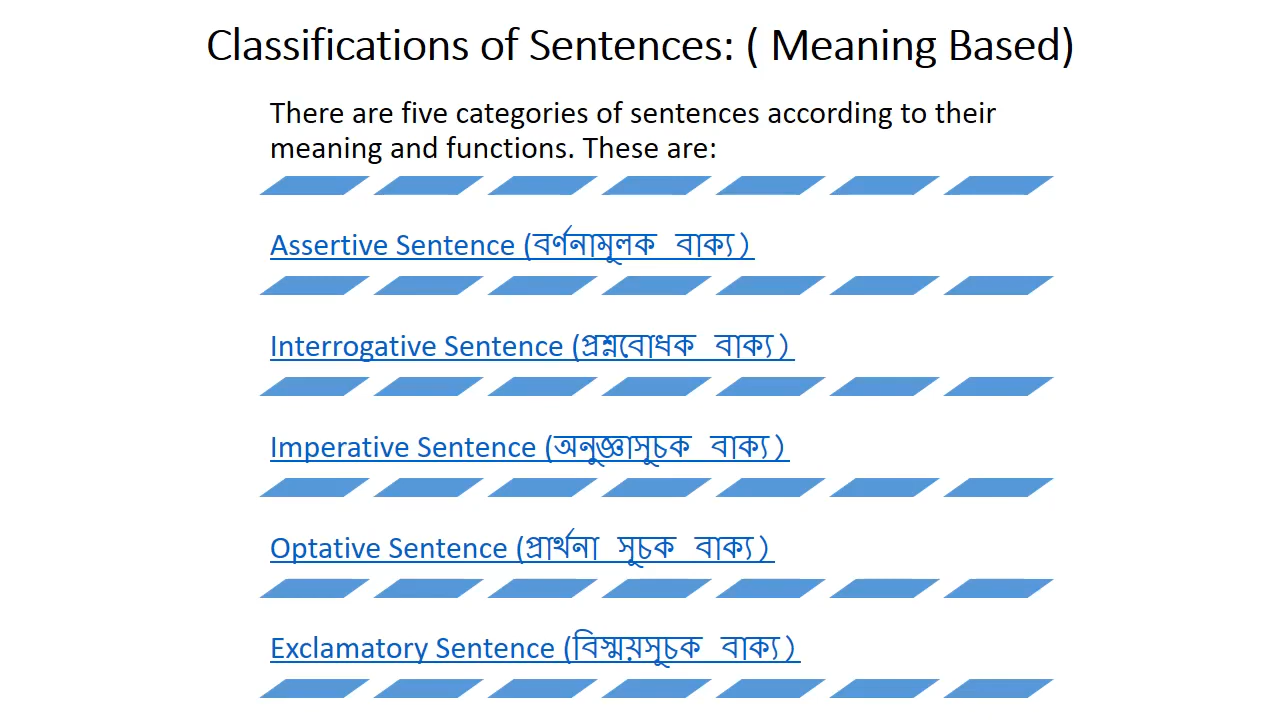 Classifications of Sentences: ( Meaning Based)
There are five categories of sentences according to their
meaning and functions. These are:
Assertive Sentence (বর্ণনামূলক বাক্য)
Interrogative Sentence (প্রশ্নবোধক বাক্য)
Imperative Sentence (অনুজ্ঞাসূচক বাক্য)
Optative Sentence (প্রার্থনা সূচক বাক্য)
Exclamatory Sentence (বিস্ময়সূচক বাক্য)